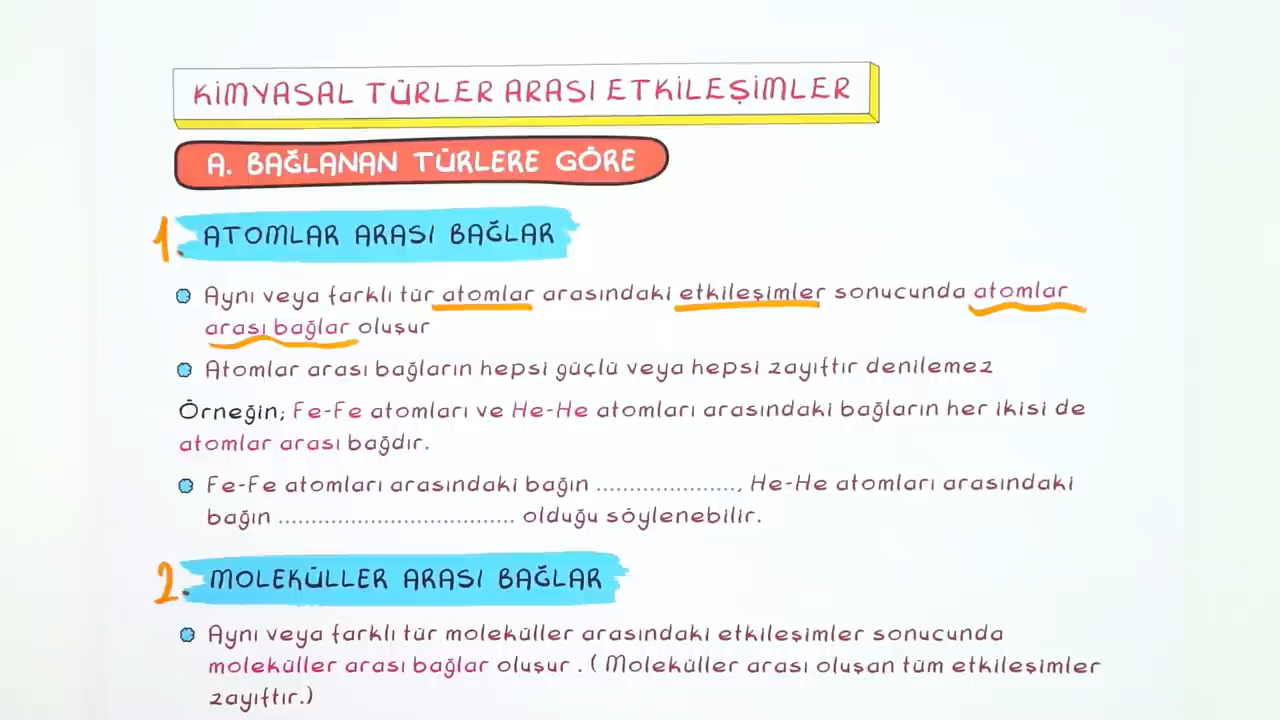 KİMYASAL TÜRLER ARASI ETKİLEŞİMLER
A. BAĞLANAN TÜRLERE GÖRE
1. ATOMLAR ARASI BAĞLAR
Aynı veya farklı tür atomlar arasındaki etkileşimler sonucunda atomlar
arası bağlar oluşur
Atomlar arası bağların hepsi güçlü veya hepsi zayıftır denilemez
Örneğin; Fe-Fe atomları ve He-He atomları arasındaki bağların her ikisi de
atomlar arası bağdır.
Fe-Fe atomları arasındaki bağın ....................., He-He atomları arasındaki
bağın ................................... olduğu söylenebilir.
2. MOLEKÜLLER ARASI BAĞLAR
Aynı veya farklı tür moleküller arasındaki etkileşimler sonucunda
moleküller arası bağlar oluşur . ( Moleküller arası oluşan tüm etkileşimler
zayıftır.)